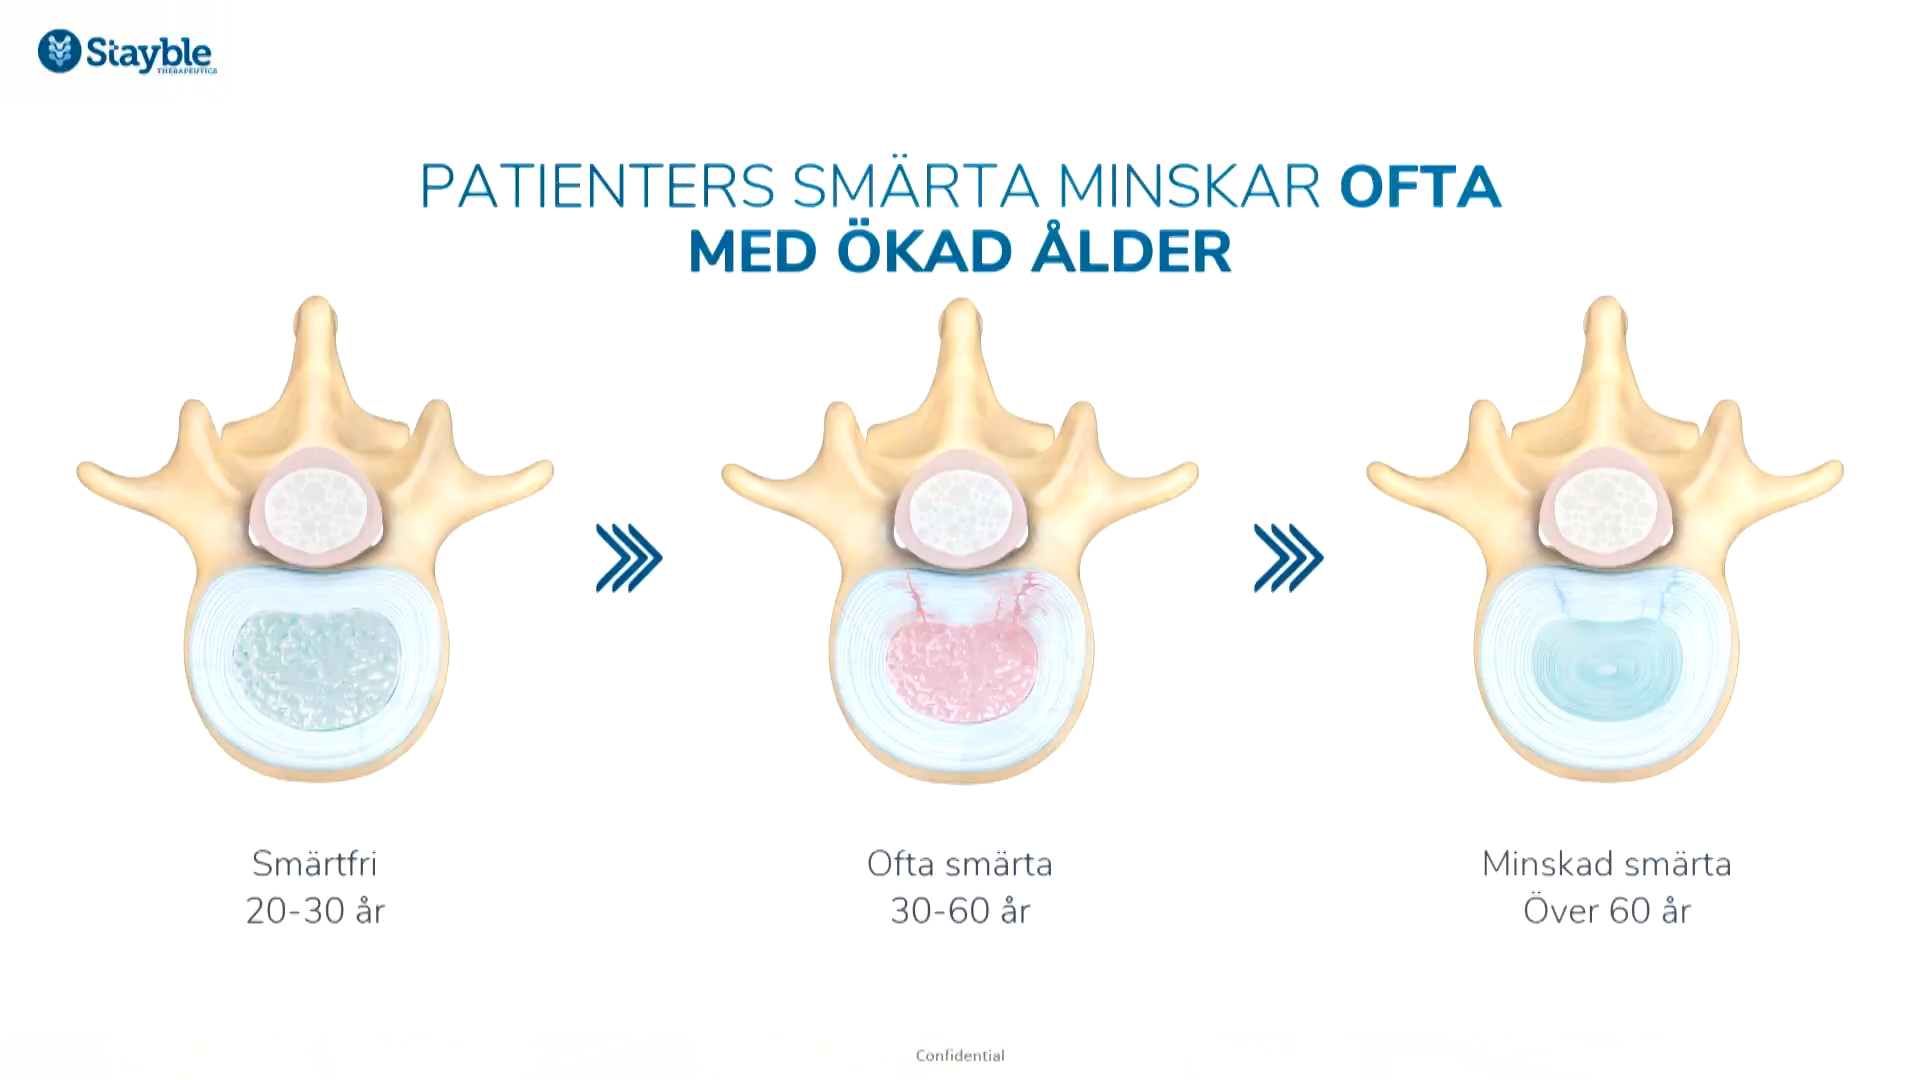 Stayble
THERAPEUTICS
PATIENTERS SMÄRTA MINSKAR OFTA
MED ÖKAD ÅLDER
Smärtfri
20-30 år
Ofta smärta
30-60 år
Minskad smärta
Över 60 år
Confidential